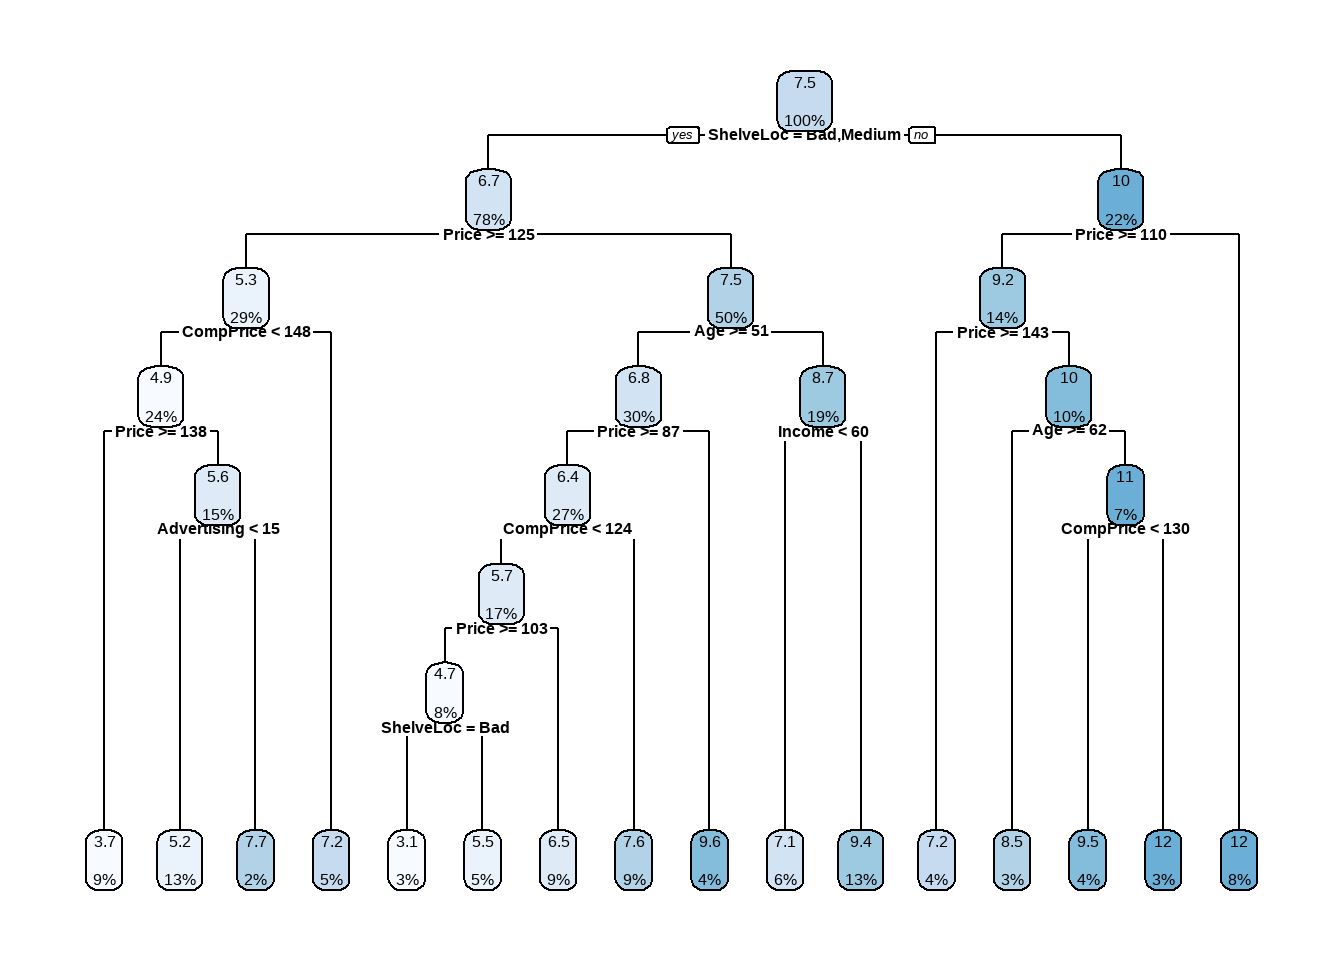 7.5
100%
yes ShelveLoc = Bad,Medium no
6.7
78%
Price >= 125
10
22%
Price >= 110
5.3
29%
CompPrice < 148
7.5
50%
Age >= 51
9.2
14%
Price >= 143
4.9
24%
Price >= 138
6.8
30%
Price >= 87
8.7
19%
Income < 60
10
10%
Age >= 62
5.6
15%
Advertising < 15
6.4
27%
CompPrice < 124
11
7%
CompPrice < 130
5.7
17%
Price >= 103
4.7
8%
ShelveLoc = Bad
3.7 5.2 7.7 7.2 3.1 5.5 6.5 7.6 9.6 7.1 9.4 7.2 8.5 9.5 12 12
9% 13% 2% 5% 3% 5% 9% 9% 4% 6% 13% 4% 3% 4% 3% 8%